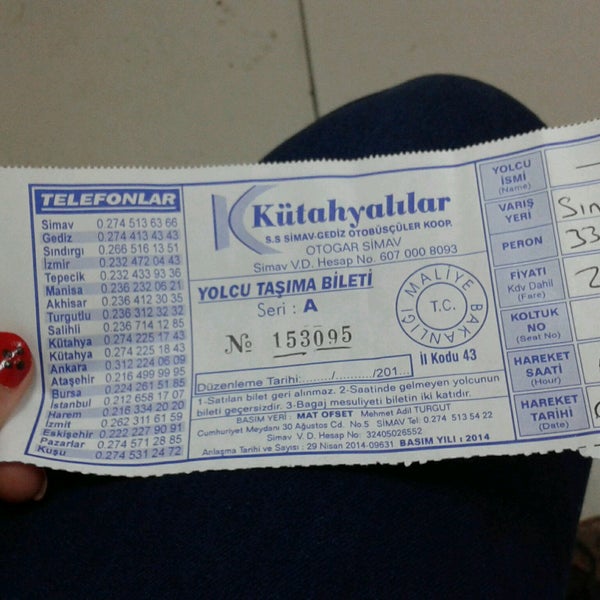 TELEFONLAR
Simav 0.274 513 63 66
Gediz 0.274 413 43 43
Sındırgı 0.266 516 13 51
İzmir 0.232 472 04 43
Tepecik 0.232 433 93 36
Manisa 0.236 232 06 21
Akhisar 0.236 412 30 35
Turgutlu 0.236 312 32 32
Salihli 0.236 714 12 85
Kütahya 0.274 225 17 43
Kütahya 0.274 225 18 43
Ankara 0.312 224 06 09
Ataşehir 0.216 499 99 95
Bursa 0.224 261 51 85
İstanbul 0.212 658 17 07
Harem 0.216 334 20 20
İzmit 0.262 311 61 59
Eskişehir 0.222 227 90 91
Pazarlar 0.274 571 28 85
Kuşu 0.274 531 24 72
Kütahyalılar
S.S SİMAV-GEDİZ OTOBÜSÇÜLER KOOP.
OTOGAR SİMAV
Simav V.D. Hesap No. 607 000 8093
YOLCU TAŞIMA BİLETİ
Seri : A
No 153095
MALİYE BAKANLIĞI
T.C.
İl Kodu 43
Düzenleme Tarihi:......../........../201...
1-Satılan bilet geri alınmaz. 2-Saatinde gelmeyen yolcunun
bileti geçersizdir. 3-Bagaj mesuliyeti biletin iki katıdır.
BASIM YERİ : MAT OFSET Mehmet Adil TURGUT
Cumhuriyet Meydanı 30 Ağustos Cd. No.5 SİMAV Tel: 0.274 513 54 22
Simav V. D. Hesap No: 32405026552
Anlaşma Tarihi ve Sayısı : 29 Nisan 2014-09631 BASIM YILI : 2014
YOLCU
İSMİ
(Name)
VARIŞ
YERİ
Sın
PERON
33
FİYATI
Kdv Dahil
(Fare)
2
KOLTUK
NO
(Seat No)
HAREKET
SAATİ
(Hour)
HAREKET
TARİHİ
(Date)